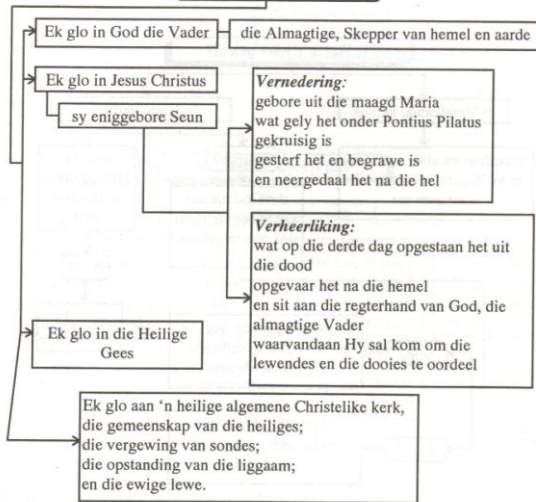 Ek glo in God die Vader
die Almagtige, Skepper van hemel en aarde
Ek glo in Jesus Christus
sy eniggebore Seun
Vernedering:
gebore uit die maagd Maria
wat gely het onder Pontius Pilatus
gekruisig is
gesterf het en begrawe is
en neergedaal het na die hel
Verheerliking:
wat op die derde dag opgestaan het uit
die dood
opgevaar het na die hemel
en sit aan die regterhand van God, die
almagtige Vader
waarvandaan Hy sal kom om die
lewendes en die dooies te oordeel
Ek glo in die Heilige
Gees
Ek glo aan ‘n heilige algemene Christelike kerk,
die gemeenskap van die heiliges;
die vergewing van sondes;
die opstanding van die liggaam;
en die ewige lewe.